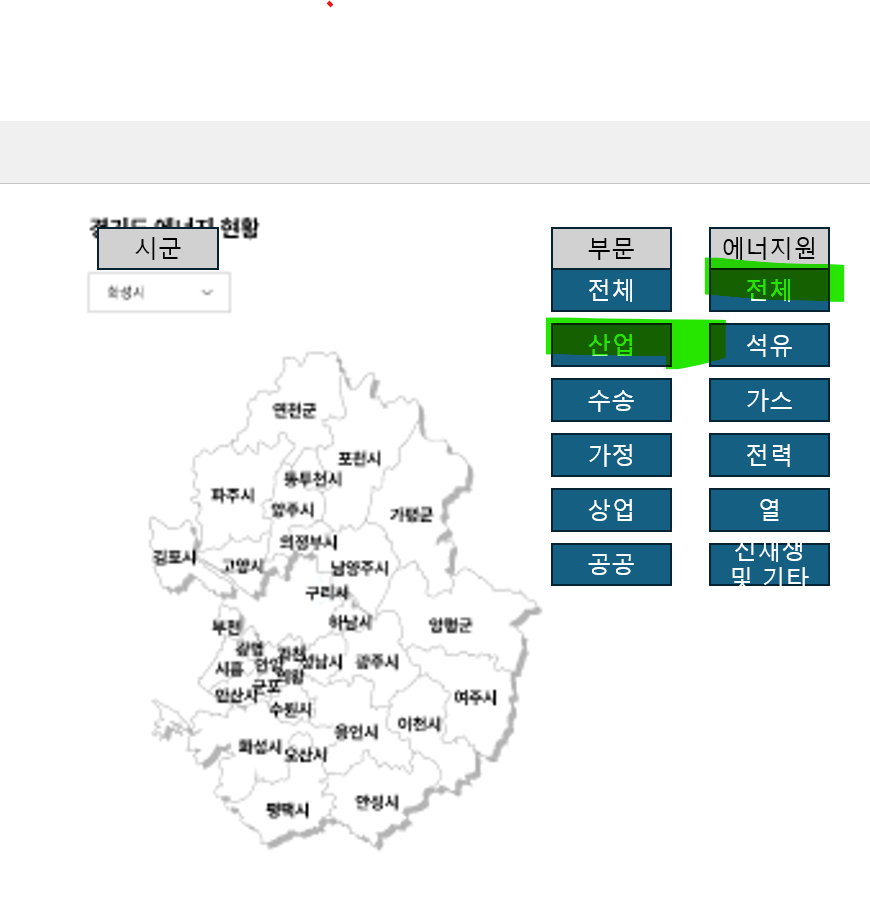 경기도 에너지 현황
시군
화성시
부문
전체
산업
수송
가정
상업
공공
에너지원
전체
석유
가스
전력
열
신재생
및 기타
연천군
포천시
동두천시
파주시
양주시
가평군
의정부시
김포시
고양시
남양주시
구리시
하남시
양평군
부천
광명
과천
시흥
안양
성남시
광주시
의왕
군포
안산시
수원시
여주시
이천시
용인시
화성시
오산시
안성시
평택시